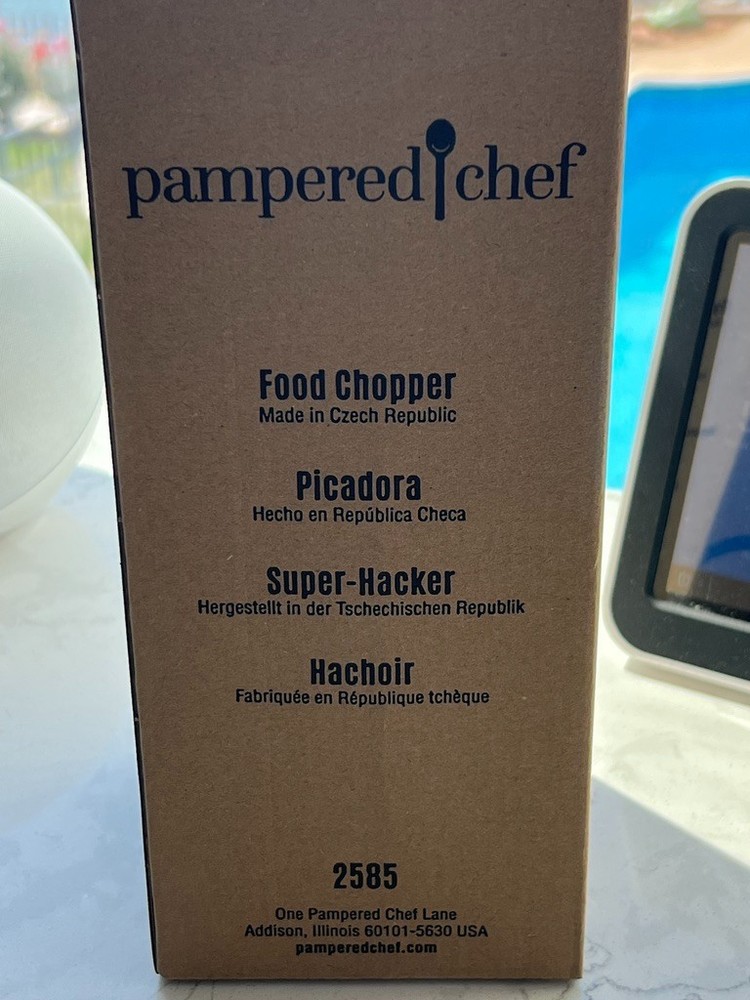 pampered chef
Food Chopper
Made in Czech Republic
Picadora
Hecho en República Checa
Super-Hacker
Hergestellt in der Tschechischen Republik
Hachoir
Fabriquée en République tchèque
2585
One Pampered Chef Lane
Addison, Illinois 60101-5630 USA
pamperedchef.com